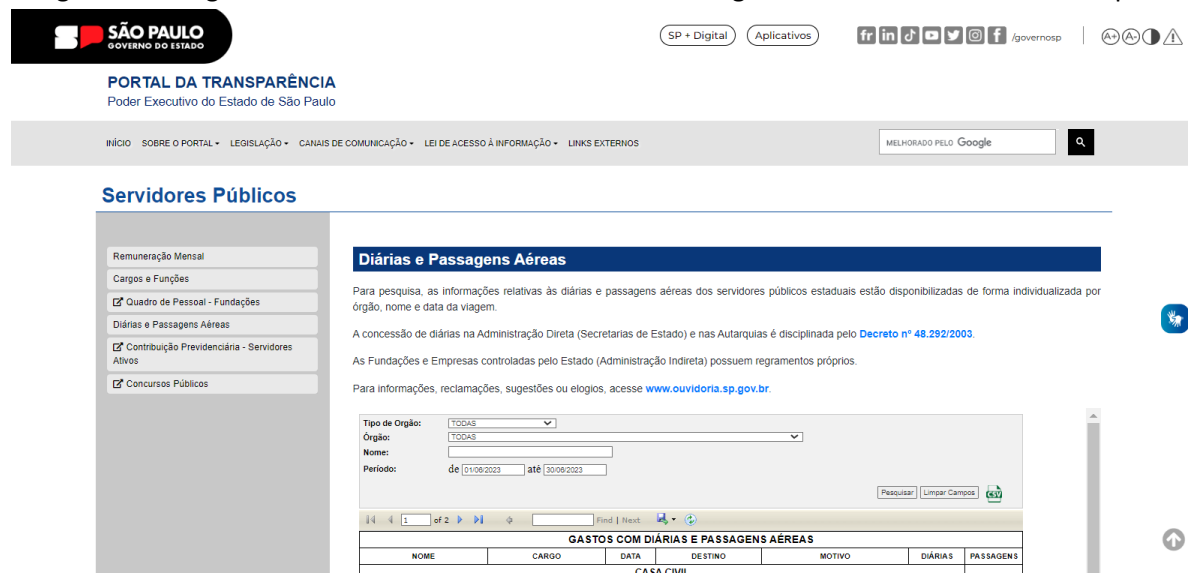 SÃO PAULO
GOVERNO DO ESTADO
SP + Digital
Aplicativos
/governosp
A+ A-
PORTAL DA TRANSPARÊNCIA
Poder Executivo do Estado de São Paulo
INÍCIO SOBRE O PORTAL LEGISLAÇÃO CANAIS DE COMUNICAÇÃO LEI DE ACESSO À INFORMAÇÃO LINKS EXTERNOS
MELHORADO PELO Google
Servidores Públicos
Remuneração Mensal
Cargos e Funções
Quadro de Pessoal - Fundações
Diárias e Passagens Aéreas
Contribuição Previdenciária - Servidores
Ativos
Concursos Públicos
Diárias e Passagens Aéreas
Para pesquisa, as informações relativas às diárias e passagens aéreas dos servidores públicos estaduais estão disponibilizadas de forma individualizada por
órgão, nome e data da viagem.
A concessão de diárias na Administração Direta (Secretarias de Estado) e nas Autarquias é disciplinada pelo Decreto nº 48.292/2003.
As Fundações e Empresas controladas pelo Estado (Administração Indireta) possuem regramentos próprios.
Para informações, reclamações, sugestões ou elogios, acesse www.ouvidoria.sp.gov.br.
Tipo de Orgão: TODAS
Órgão: TODAS
Nome:
Período: de 01/06/2023 até 30/06/2023
Pesquisar Limpar Campos CSV
1 of 2 Find | Next
GASTOS COM DIÁRIAS E PASSAGENS AÉREAS
NOME CARGO DATA DESTINO MOTIVO DIÁRIAS PASSAGENS
CASA CIVIL